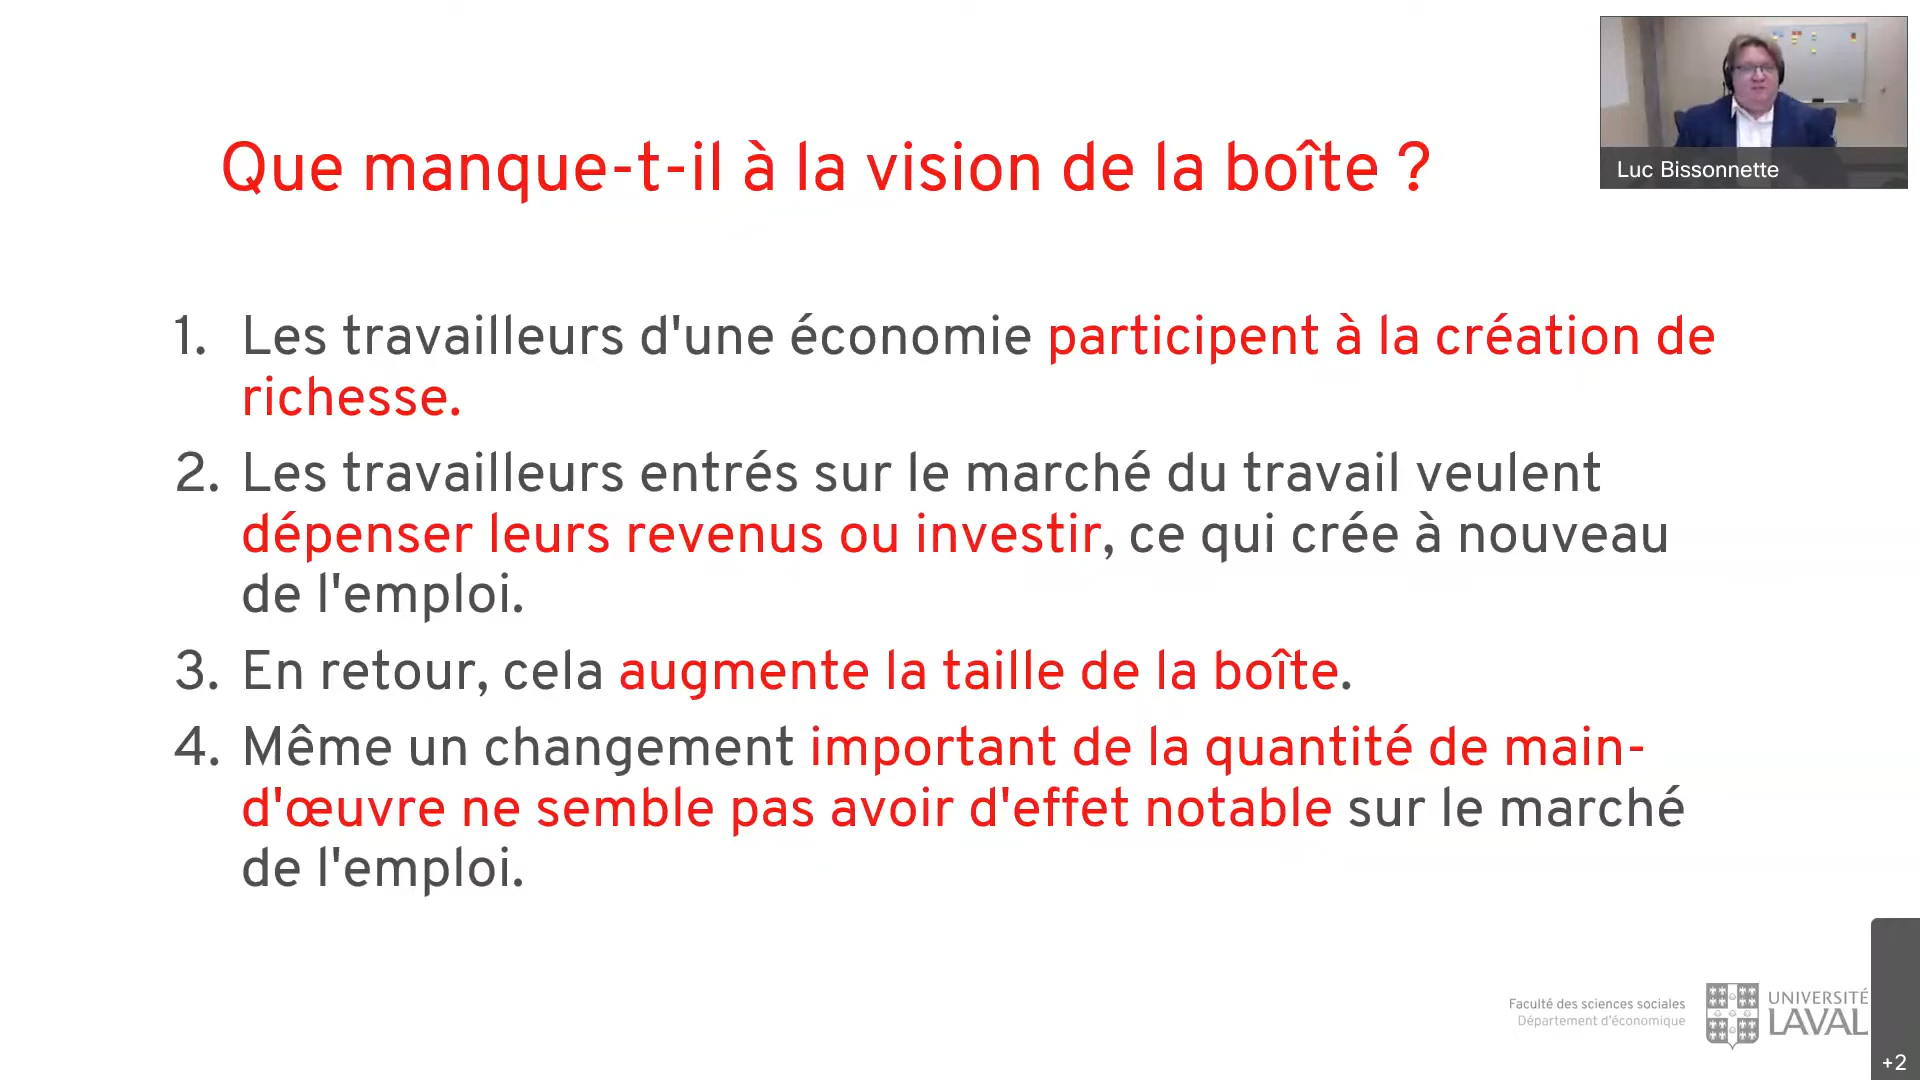 Luc Bissonnette
Que manque-t-il à la vision de la boîte ?
1. Les travailleurs d'une économie participent à la création de
richesse.
2. Les travailleurs entrés sur le marché du travail veulent
dépenser leurs revenus ou investir, ce qui crée à nouveau
de l'emploi.
3. En retour, cela augmente la taille de la boîte.
4. Même un changement important de la quantité de main-
d'œuvre ne semble pas avoir d'effet notable sur le marché
de l'emploi.
Faculté des sciences sociales
Département d'économique
UNIVERSITÉ
LAVAL
+2